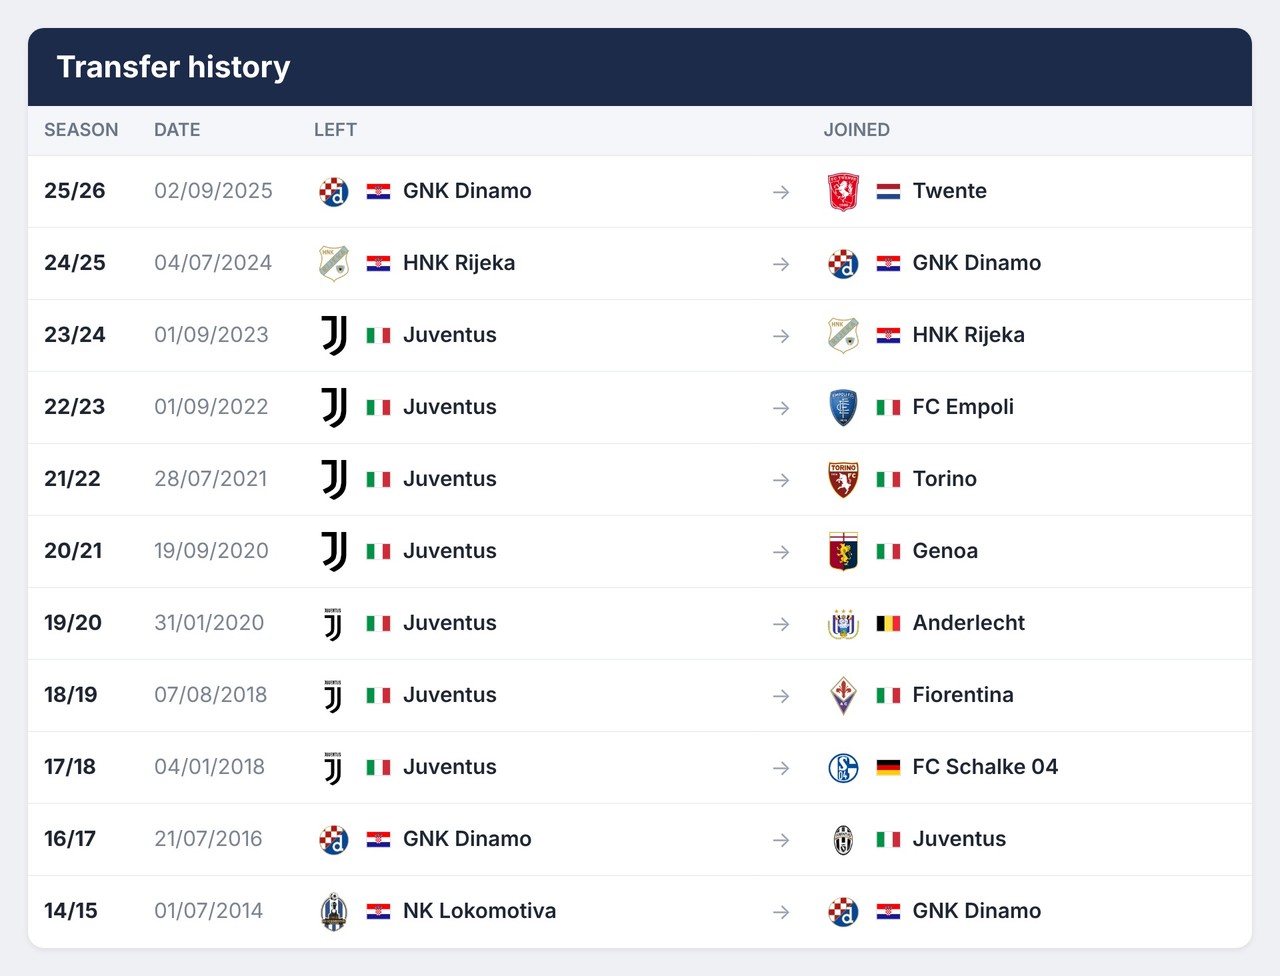 Transfer history
SEASON DATE LEFT JOINED
25/26 02/09/2025 GNK Dinamo → Twente
24/25 04/07/2024 HNK Rijeka → GNK Dinamo
23/24 01/09/2023 Juventus → HNK Rijeka
22/23 01/09/2022 Juventus → FC Empoli
21/22 28/07/2021 Juventus → Torino
20/21 19/09/2020 Juventus → Genoa
19/20 31/01/2020 Juventus → Anderlecht
18/19 07/08/2018 Juventus → Fiorentina
17/18 04/01/2018 Juventus → FC Schalke 04
16/17 21/07/2016 GNK Dinamo → Juventus
14/15 01/07/2014 NK Lokomotiva → GNK Dinamo